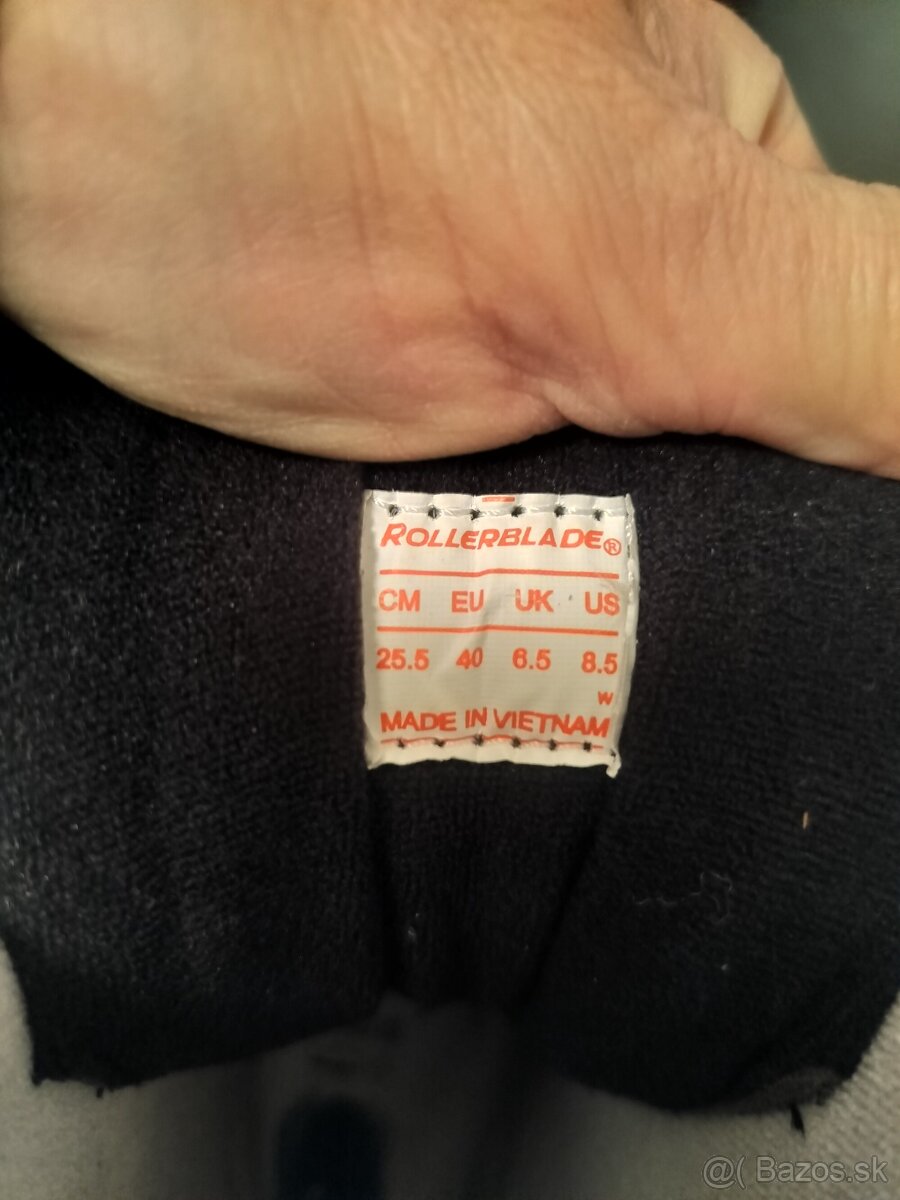 ROLLERBLADE®
CM EU UK US
25.5 40 6.5 8.5
W
MADE IN VIETNAM
@( Bazos.sk